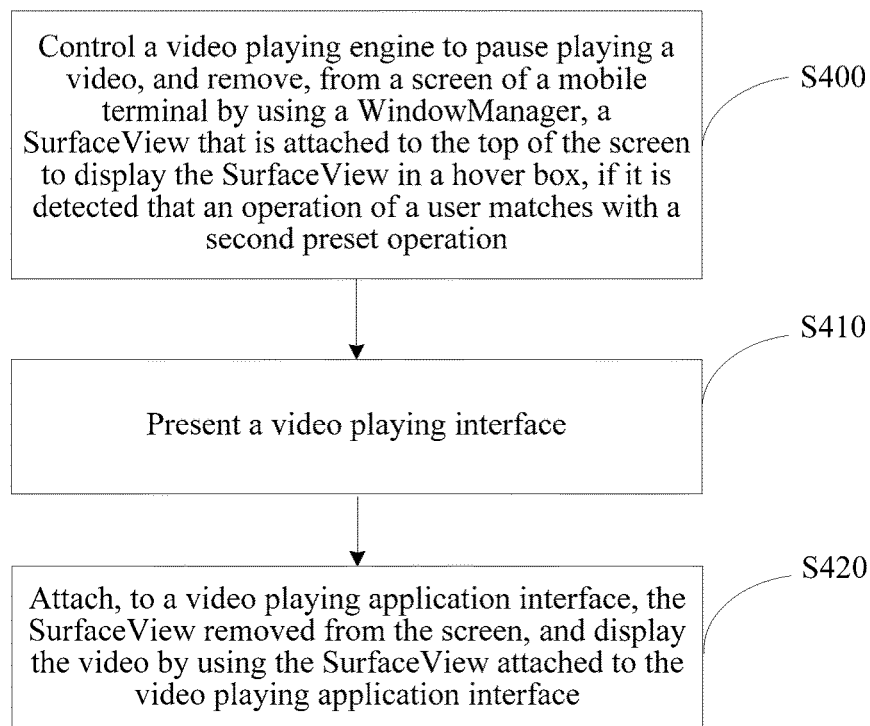 Control a video playing engine to pause playing a
video, and remove, from a screen of a mobile
terminal by using a WindowManager, a
SurfaceView that is attached to the top of the screen
to display the SurfaceView in a hover box, if it is
detected that an operation of a user matches with a
second preset operation
S400
S410
Present a video playing interface
S420
Attach, to a video playing application interface, the
SurfaceView removed from the screen, and display
the video by using the SurfaceView attached to the
video playing application interface